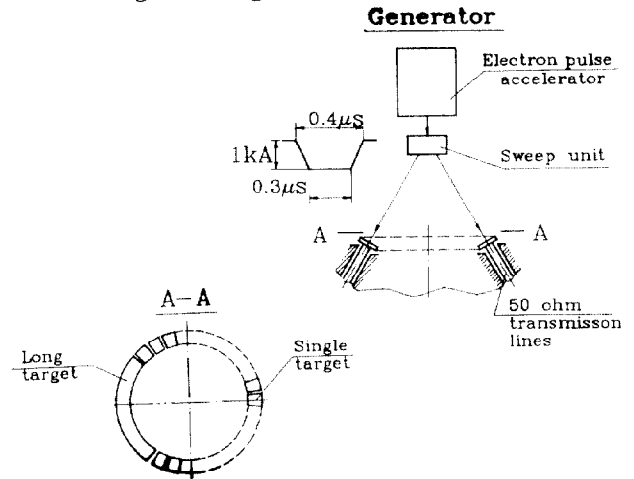 Generator
Electron pulse
accelerator
0.4μS
1kA
Sweep unit
0.3μS
A
A
A-A
50 ohm
transmisson
lines
Long
target
Single
target